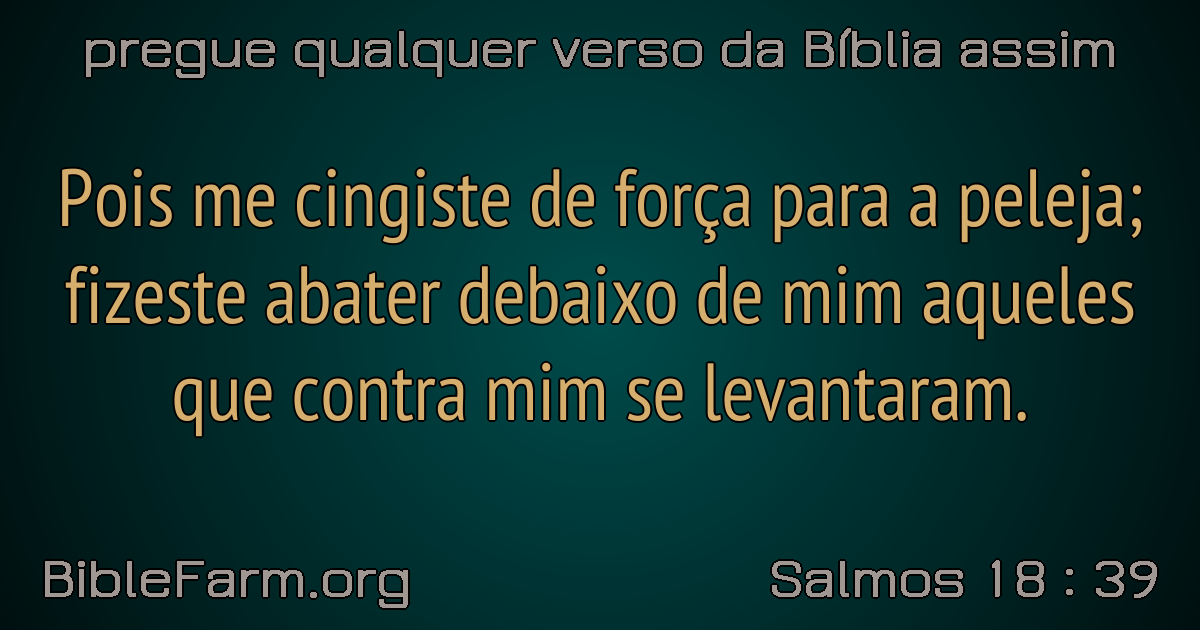 pregue qualquer verso da Bíblia assim
Pois me cingiste de força para a peleja;
fizeste abater debaixo de mim aqueles
que contra mim se levantaram.
BibleFarm.org
Salmos 18 : 39